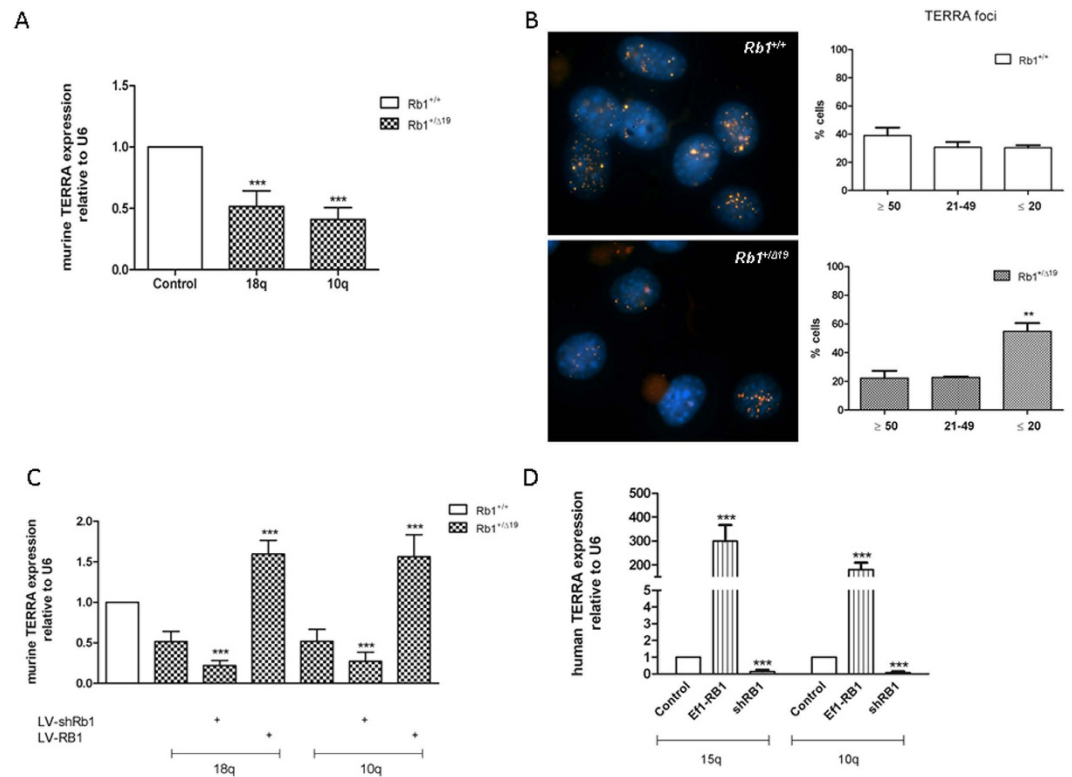 A
murine TERRA expression
relative to U6
1.5
1.0
0.5
0.0
***
***
Control 18q 10q
Rb1+/+
Rb1+/Δ19
B
TERRA foci
Rb1+/+
Rb1+/Δ19
% cells
100
80
60
40
20
0
≥ 50 21-49 ≤ 20
Rb1+/+
% cells
100
80
60
40
20
0
**
≥ 50 21-49 ≤ 20
Rb1+/Δ19
C
murine TERRA expression
relative to U6
2.0
1.5
1.0
0.5
0.0
***
***
***
***
Rb1+/+
Rb1+/Δ19
LV-shRb1 + +
LV-RB1 + +
18q 10q
D
human TERRA expression
relative to U6
500
400
300
200
100
5
4
3
2
1
0
***
***
***
***
Control Ef1-RB1 shRB1 Control Ef1-RB1 shRB1
15q 10q